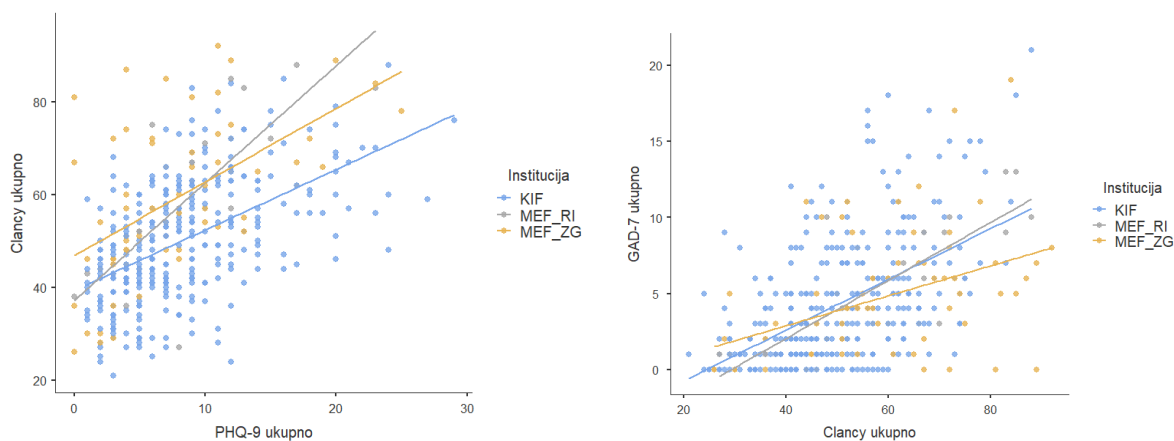 Clancy ukupno
80
60
40
20
0
10
20
30
PHQ-9 ukupno
Institucija
KIF
MEF_RI
MEF_ZG
GAD-7 ukupno
20
15
10
5
0
20
40
60
80
Clancy ukupno
Institucija
KIF
MEF_RI
MEF_ZG